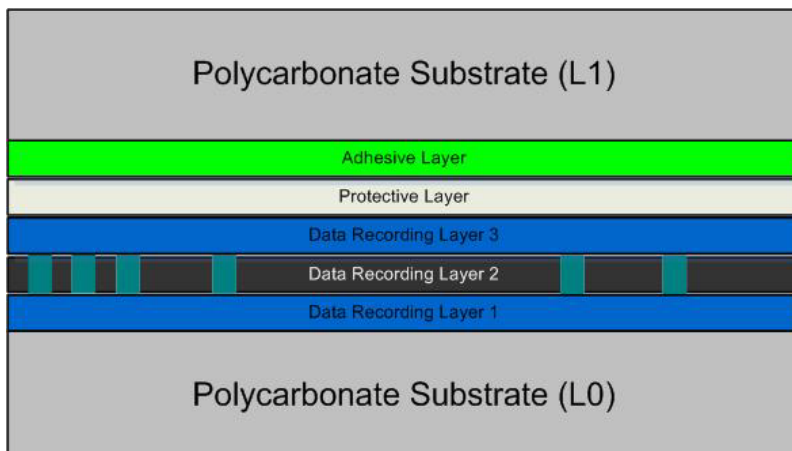 Polycarbonate Substrate (L1)
Adhesive Layer
Protective Layer
Data Recording Layer 3
Data Recording Layer 2
Data Recording Layer 1
Polycarbonate Substrate (L0)